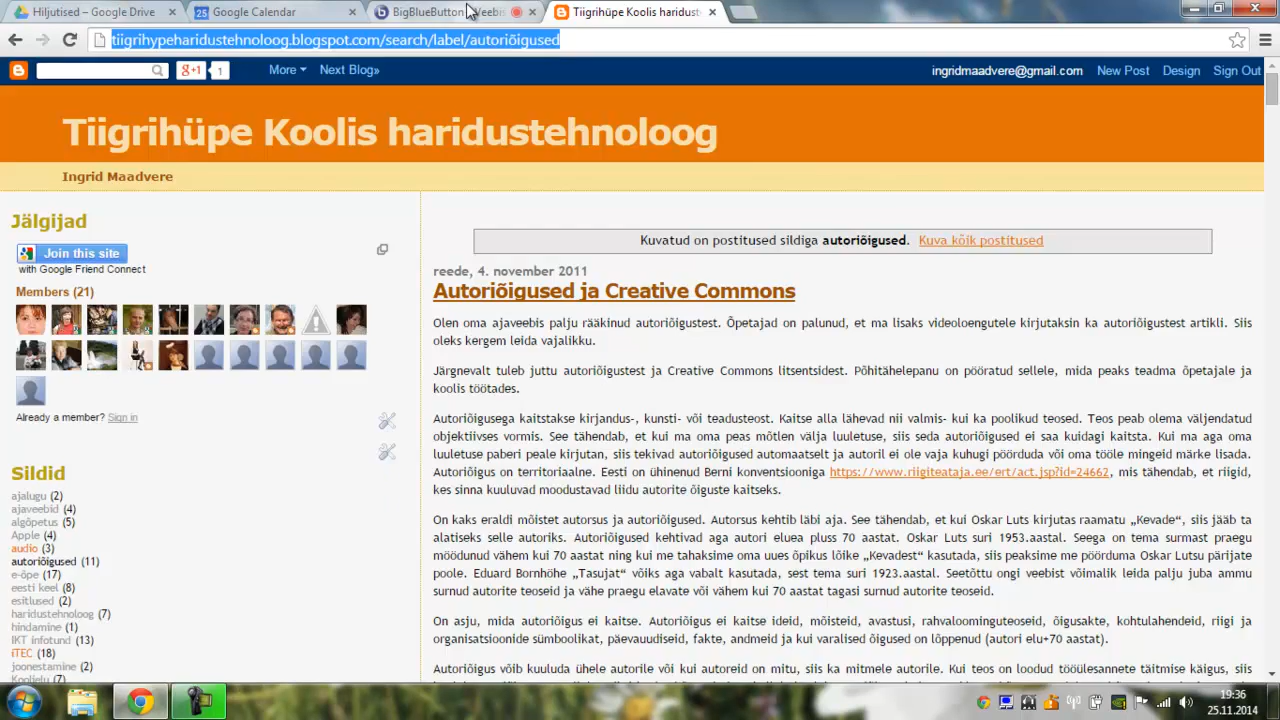 Hiljutised – Google Drive
Google Calendar
BigBlueButton
Tiigrihüpe Koolis haridust
tiigrihypeharidustehnoloog.blogspot.com/search/label/autoriõigused
g+1 1 More Next Blog» ingridmaadvere@gmail.com New Post Design Sign Out
Tiigrihüpe Koolis haridustehnoloog
Ingrid Maadvere
Jälgijad
Join this site
with Google Friend Connect
Members (21)
Already a member? Sign in
Sildid
ajalugu (2)
ajaveebid (4)
algõpetus (5)
Apple (4)
audio (3)
autoriõigused (11)
e-õpe (17)
eesti keel (8)
esitlused (2)
haridustehnoloog (7)
hindamine (1)
IKT infotund (13)
iTEC (18)
joonestamine (2)
Koolielu (7)
Kuvatud on postitused sildiga autoriõigused. Kuva kõik postitused
reede, 4. november 2011
Autoriõigused ja Creative Commons
Olen oma ajaveebis palju rääkinud autoriõigustest. Õpetajad on palunud, et ma lisaks videoloengutele kirjutaksin ka autoriõigustest artikli. Siis
oleks kergem leida vajalikku.
Järgnevalt tuleb juttu autoriõigustest ja Creative Commons litsentsidest. Põhitähelepanu on pööratud sellele, mida peaks teadma õpetajale ja
koolis töötades.
Autoriõigusega kaitstakse kirjandus-, kunsti- või teadusteost. Kaitse alla lähevad nii valmis- kui ka poolikud teosed. Teos peab olema väljendatud
objektiivses vormis. See tähendab, et kui ma oma peas mõtlen välja luuletuse, siis seda autoriõigused ei saa kuidagi kaitsta. Kui ma aga oma
luuletuse paberi peale kirjutan, siis tekivad autoriõigused automaatselt ja autoril ei ole vaja kuhugi pöörduda või oma tööle mingeid märke lisada.
Autoriõigus on territoriaalne. Eesti on ühinenud Berni konventsiooniga https://www.riigiteataja.ee/ert/act.jsp?id=24662, mis tähendab, et riigid,
kes sinna kuuluvad moodustavad liidu autorite õiguste kaitseks.
On kaks eraldi mõistet autorsus ja autoriõigused. Autorsus kehtib läbi aja. See tähendab, et kui Oskar Luts kirjutas raamatu „Kevade“, siis jääb ta
alatiseks selle autoriks. Autoriõigused kehtivad aga autori eluea pluss 70 aastat. Oskar Luts suri 1953.aastal. Seega on tema surmast praegu
möödunud vähem kui 70 aastat ning kui me tahaksime oma uues õpikus lõike „Kevadest“ kasutada, siis peaksime me pöörduma Oskar Lutsu pärijate
poole. Eduard Bornhöhe „Tasujat“ võiks aga vabalt kasutada, sest tema suri 1923.aastal. Seetõttu ongi veebist võimalik leida palju juba ammu
surnud autorite teoseid ja vähe praegu elavate või vähem kui 70 aastat tagasi surnud autorite teoseid.
On asju, mida autoriõigus ei kaitse. Autoriõigus ei kaitse ideid, mõisteid, avastusi, rahvaloominguteoseid, õigusakte, kohtulahendeid, riigi ja
organisatsioonide sümboolikat, päevauudiseid, fakte, andmeid ja kui varalised õigused on lõppenud (autori elu+70 aastat).
Autoriõigus võib kuuluda ühele autorile või kui autoreid on mitu, siis ka mitmele autorile. Kui teos on loodud tööülesannete täitmise käigus, siis
19:36
25.11.2014